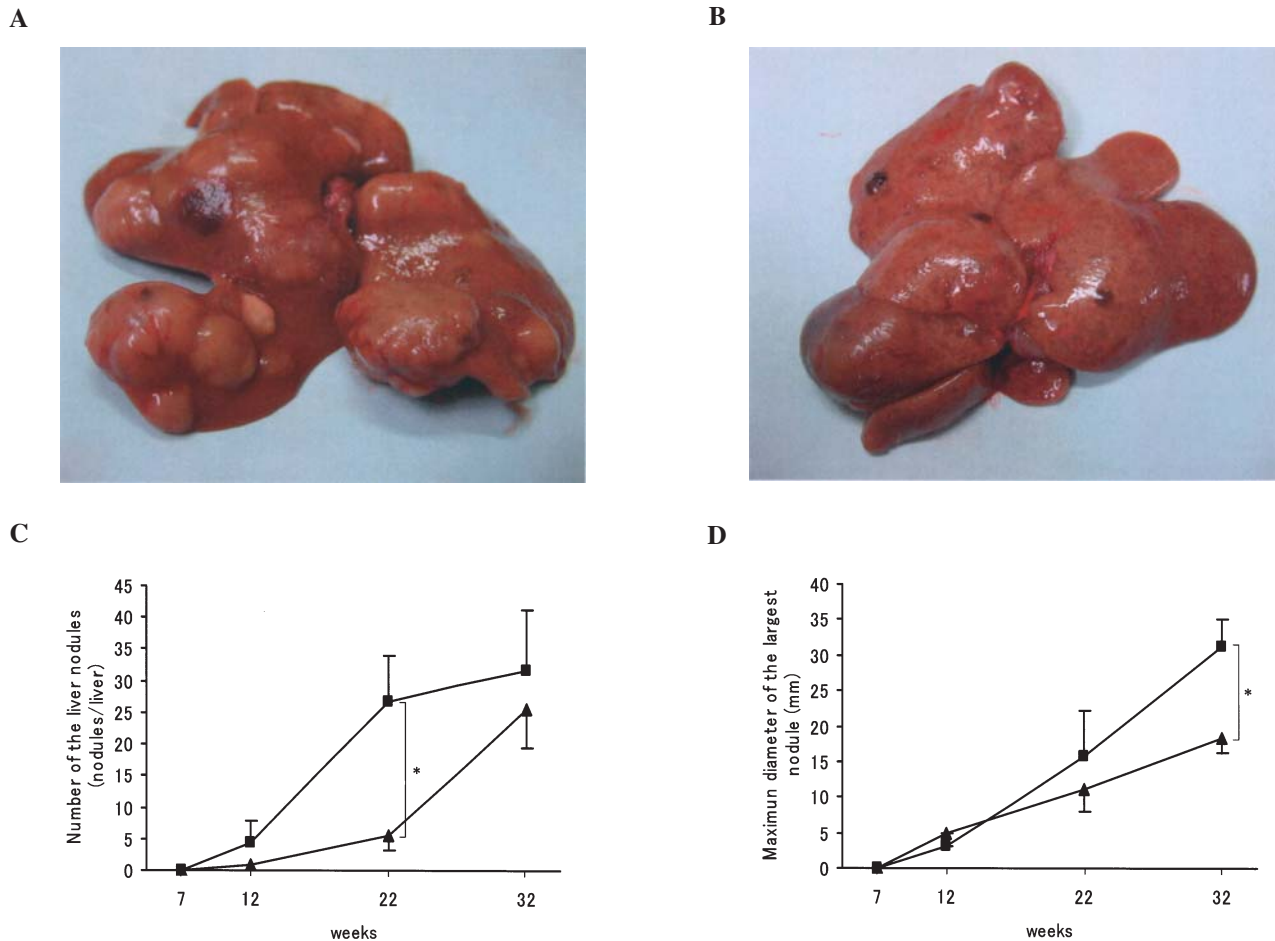 A
B
C
D
Number of the liver nodules
(nodules/liver)
45
40
35
30
25
20
15
10
5
0
*
7 12 22 32
weeks
Maximun diameter of the largest
nodule (mm)
40
35
30
25
20
15
10
5
0
*
7 12 22 32
weeks